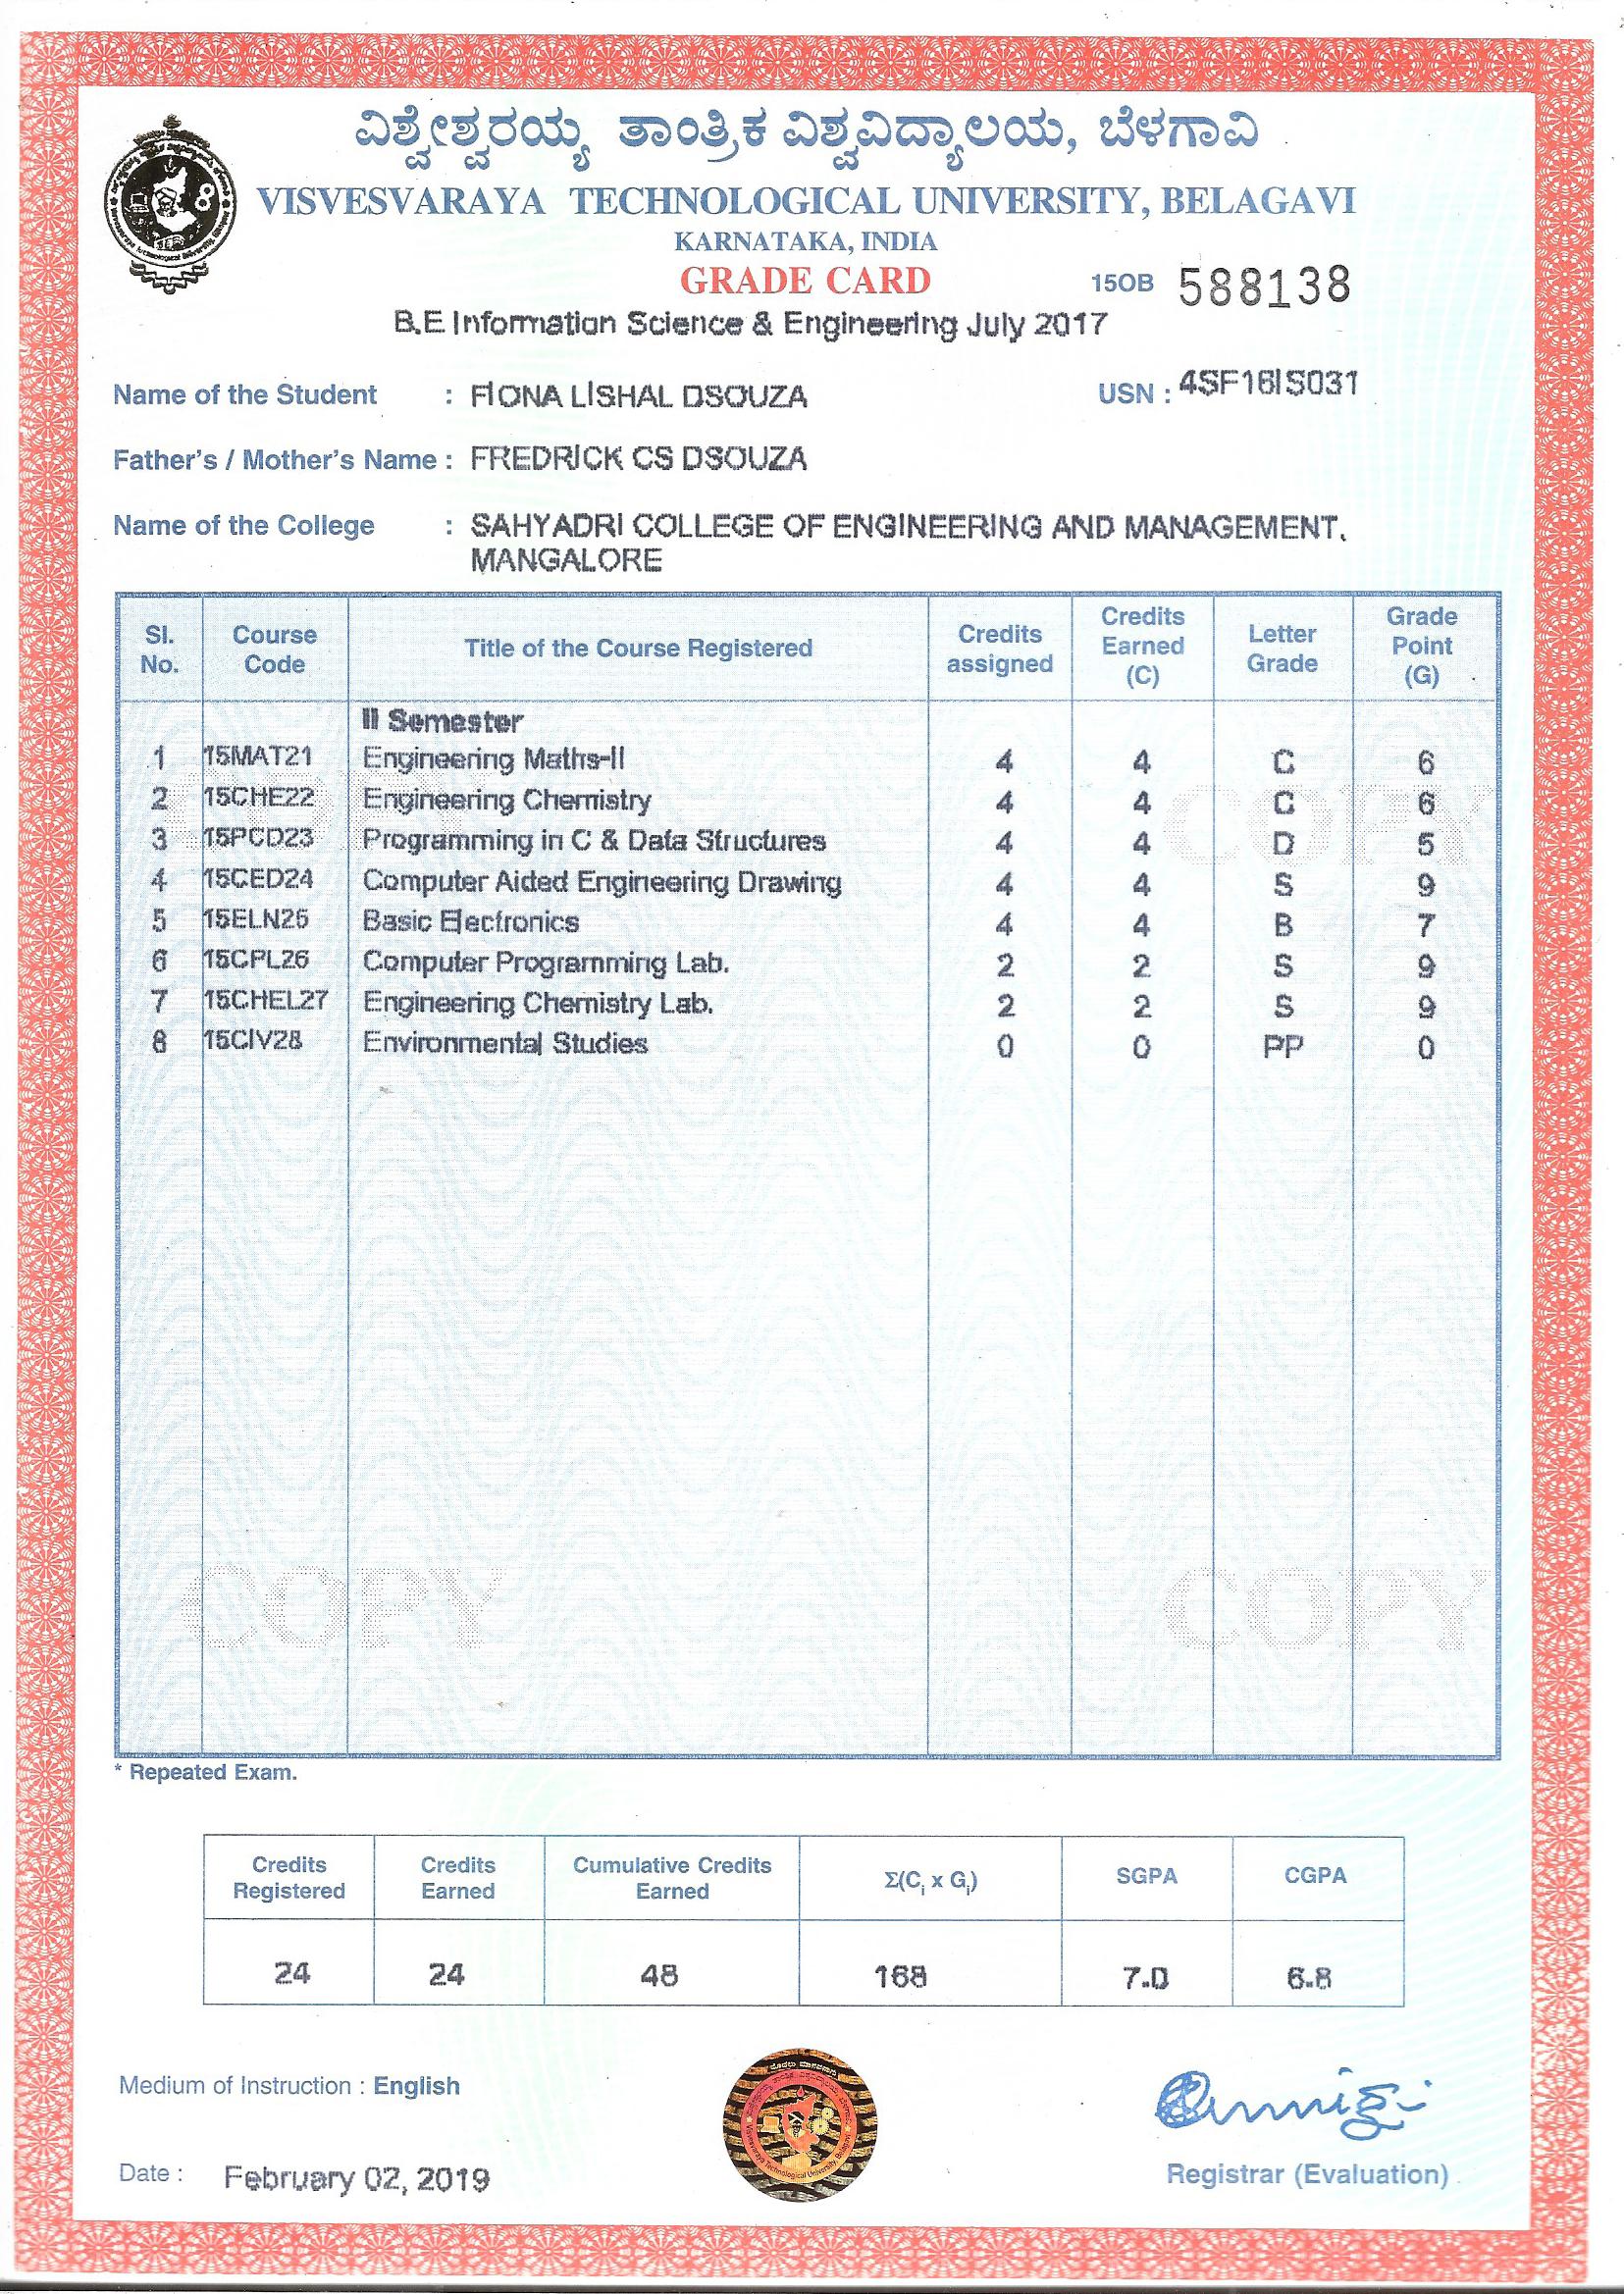 ವಿಶ್ವೇಶ್ವರಯ್ಯ ತಾಂತ್ರಿಕ ವಿಶ್ವವಿದ್ಯಾಲಯ, ಬೆಳಗಾವಿ
VISVESVARAYA TECHNOLOGICAL UNIVERSITY, BELAGAVI
KARNATAKA, INDIA
GRADE CARD 15OB 588138
B.E Information Science & Engineering July 2017
Name of the Student : FIONA LISHAL DSOUZA USN : 4SF16IS031
Father's / Mother's Name : FREDRICK CS DSOUZA
Name of the College : SAHYADRI COLLEGE OF ENGINEERING AND MANAGEMENT,
MANGALORE
Sl. No. Course Code Title of the Course Registered Credits assigned Credits Earned (C) Letter Grade Grade Point (G)
II Semester
1 15MAT21 Engineering Maths-II 4 4 C 6
2 15CHE22 Engineering Chemistry 4 4 C 6
3 15PCD23 Programming in C & Data Structures 4 4 D 5
4 15CED24 Computer Aided Engineering Drawing 4 4 S 9
5 15ELN25 Basic Electronics 4 4 B 7
6 15CPL26 Computer Programming Lab. 2 2 S 9
7 15CHEL27 Engineering Chemistry Lab. 2 2 S 9
8 15CIV28 Environmental Studies 0 0 PP 0
COPY COPY
COPY COPY
* Repeated Exam.
Credits Registered Credits Earned Cumulative Credits Earned Σ(Ci x Gi) SGPA CGPA
24 24 48 168 7.0 6.8
Medium of Instruction : English
Date : February 02, 2019
Visvesvaraya Technological University, Belagavi
Registrar (Evaluation)